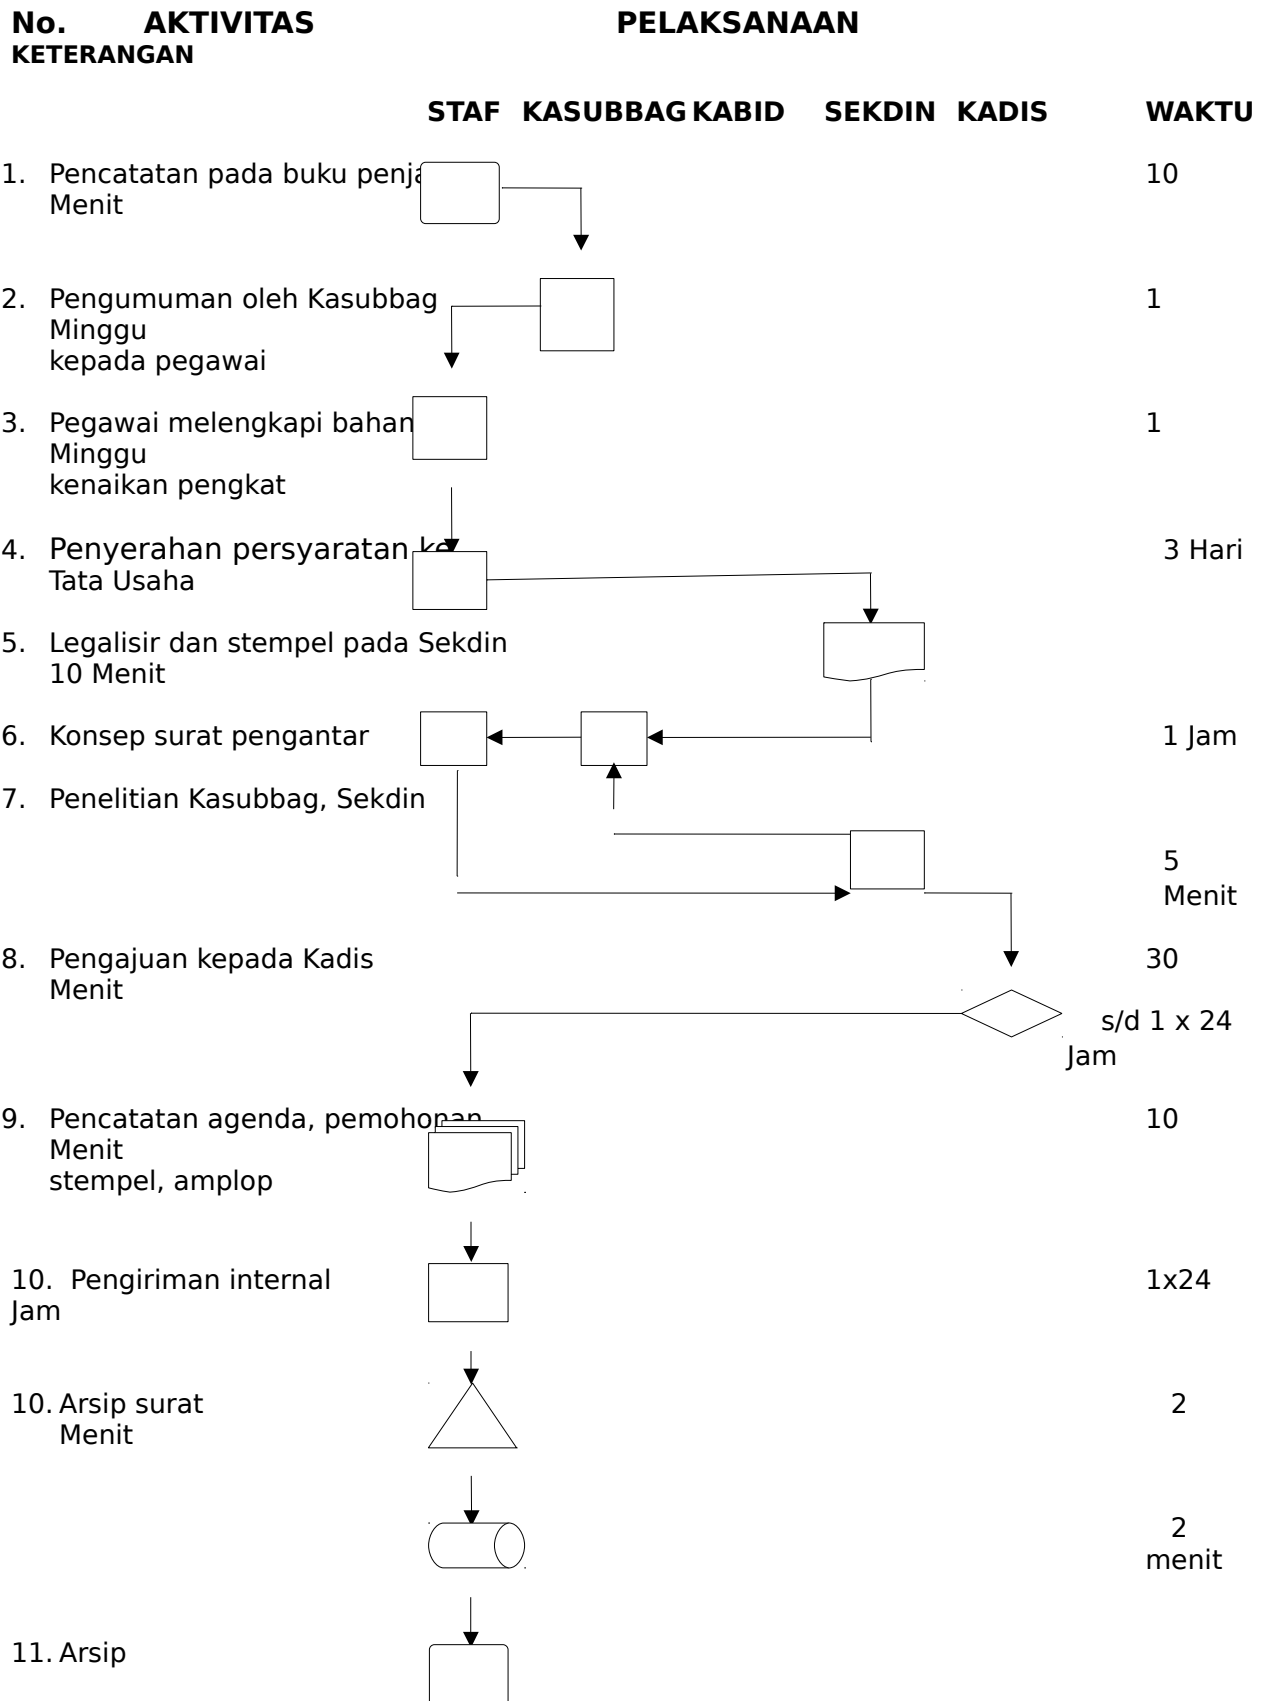 No. AKTIVITAS PELAKSANAAN
KETERANGAN
STAF KASUBBAG KABID SEKDIN KADIS WAKTU
1. Pencatatan pada buku 10
Menit
2. Pengumuman oleh Kasubbag 1
Minggu
kepada pegawai
3. Pegawai melengkapi bahan 1
Minggu
kenaikan pengkat
4. Penyerahan persyaratan ke 3 Hari
Tata Usaha
5. Legalisir dan stempel pada Sekdin
10 Menit
6. Konsep surat pengantar 1 Jam
7. Penelitian Kasubbag, Sekdin
5
Menit
8. Pengajuan kepada Kadis 30
Menit
s/d 1 x 24
Jam
9. Pencatatan agenda, pemohonan 10
Menit
stempel, amplop
10. Pengiriman internal 1x24
Jam
10. Arsip surat 2
Menit
2
menit
11. Arsip